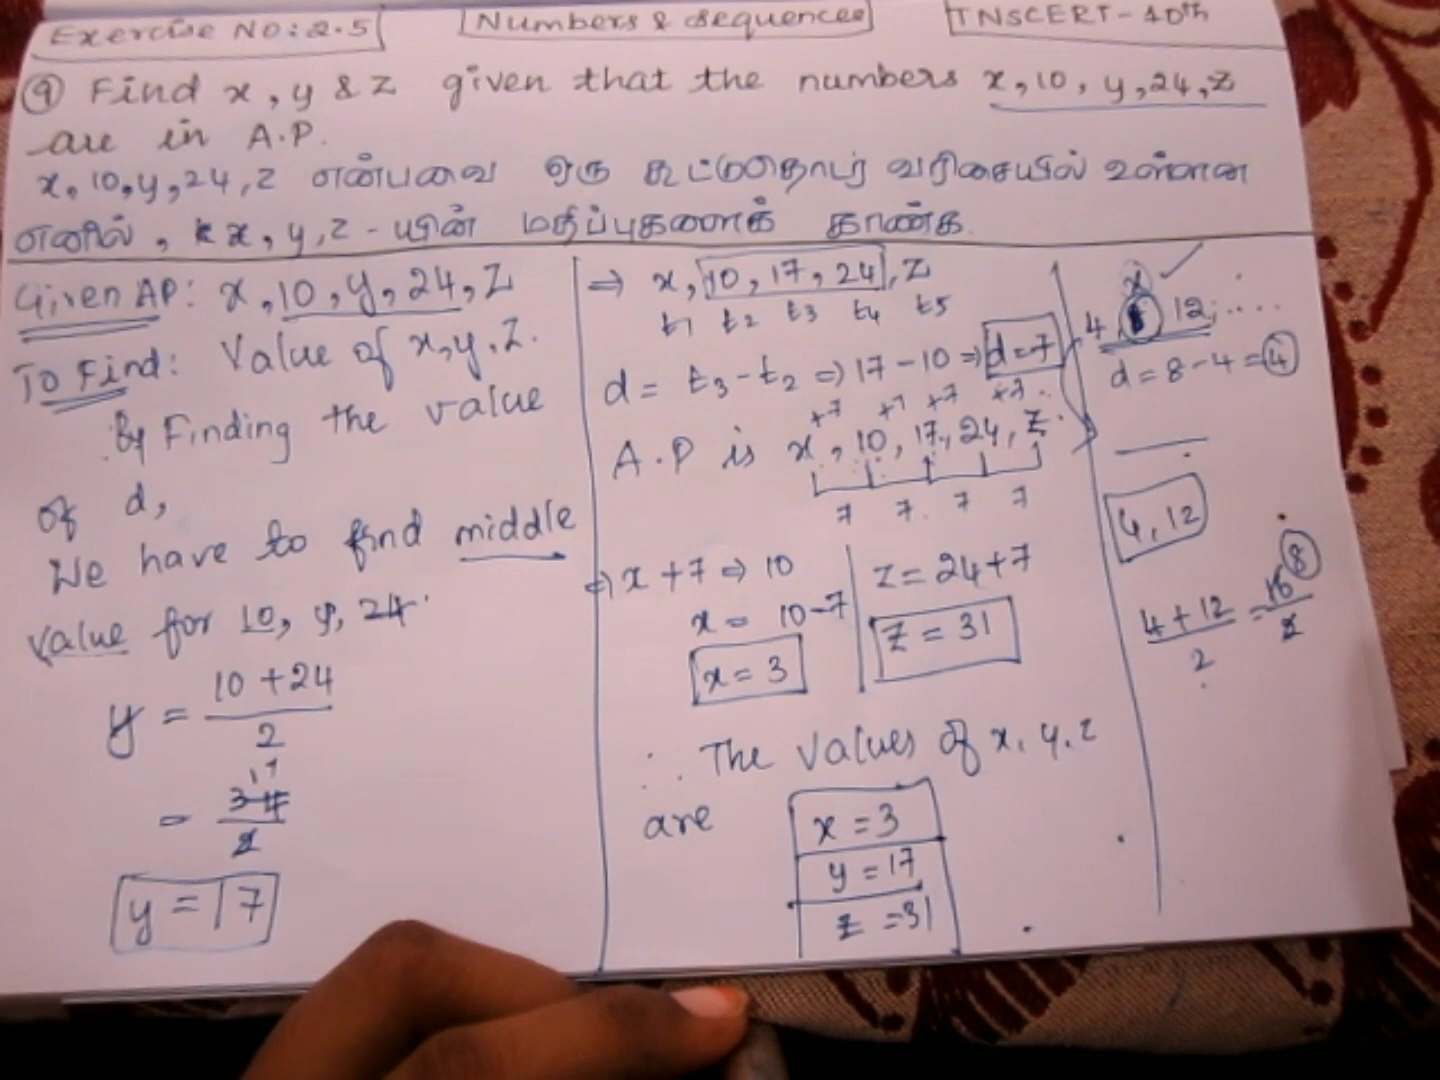 Exercise NO: 2.5
Numbers & Sequences
TNSCERT - 10th
⑨ Find x, y & z given that the numbers x, 10, y, 24, z
are in A.P.
x, 10, y, 24, z என்பவை ஒரு கூட்டுத்தொடர் வரிசையில் உள்ளன
எனில், x, y, z - யின் மதிப்புகளைக் காண்க.
Given AP: x, 10, y, 24, Z
To Find: Value of x, y, Z.
By Finding the value
of d,
We have to find middle
value for 10, y, 24.
y = 10 + 24
2
= 34 17
2
y = 17
⇒ x, 10, 17, 24, Z
t1 t2 t3 t4 t5
d = t3 - t2 ⇒ 17 - 10 ⇒ d = 7
+7 +7 +7 +7
A.P is x, 10, 17, 24, Z.
7 7 7 7
⇒ x + 7 ⇒ 10
x = 10 - 7
x = 3
z = 24 + 7
Z = 31
∴ The values of x, y, z
are
x = 3
y = 17
z = 31
x ✓
4, 8, 12, ....
d = 8 - 4 = 4
4, 12
4 + 12 = 16 8
2 2